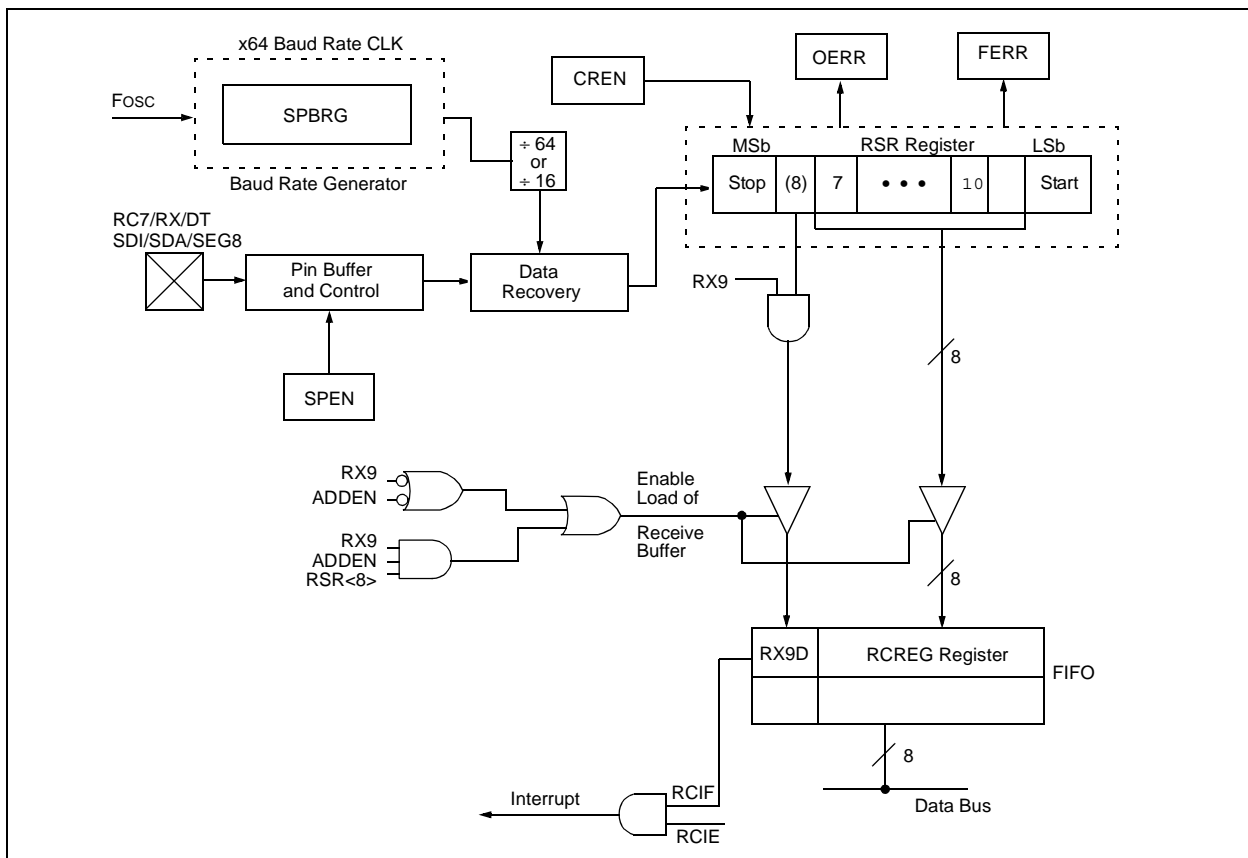 x64 Baud Rate CLK
FOSC
SPBRG
Baud Rate Generator
÷ 64
or
÷ 16
CREN
OERR
FERR
MSb
RSR Register
LSb
Stop
(8)
7
• • •
10
Start
RC7/RX/DT
SDI/SDA/SEG8
Pin Buffer
and Control
Data
Recovery
SPEN
RX9
8
RX9
ADDEN
RX9
ADDEN
RSR<8>
Enable
Load of
Receive
Buffer
8
RX9D
RCREG Register
FIFO
8
Data Bus
Interrupt
RCIF
RCIE